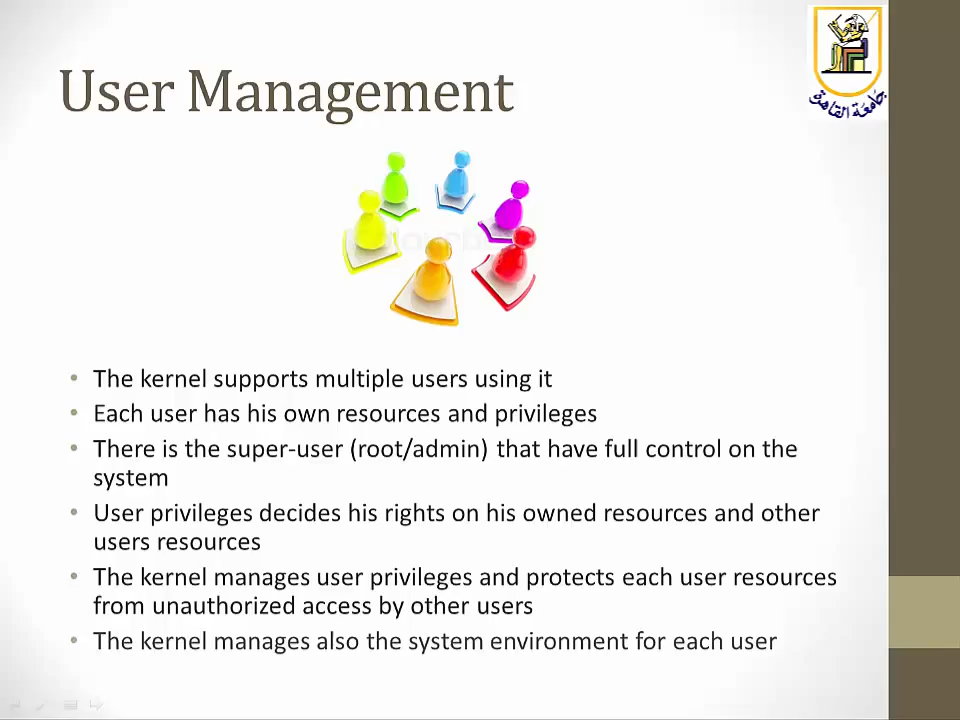 User Management
جامعة القاهرة
• The kernel supports multiple users using it
• Each user has his own resources and privileges
• There is the super-user (root/admin) that have full control on the
system
• User privileges decides his rights on his owned resources and other
users resources
• The kernel manages user privileges and protects each user resources
from unauthorized access by other users
• The kernel manages also the system environment for each user